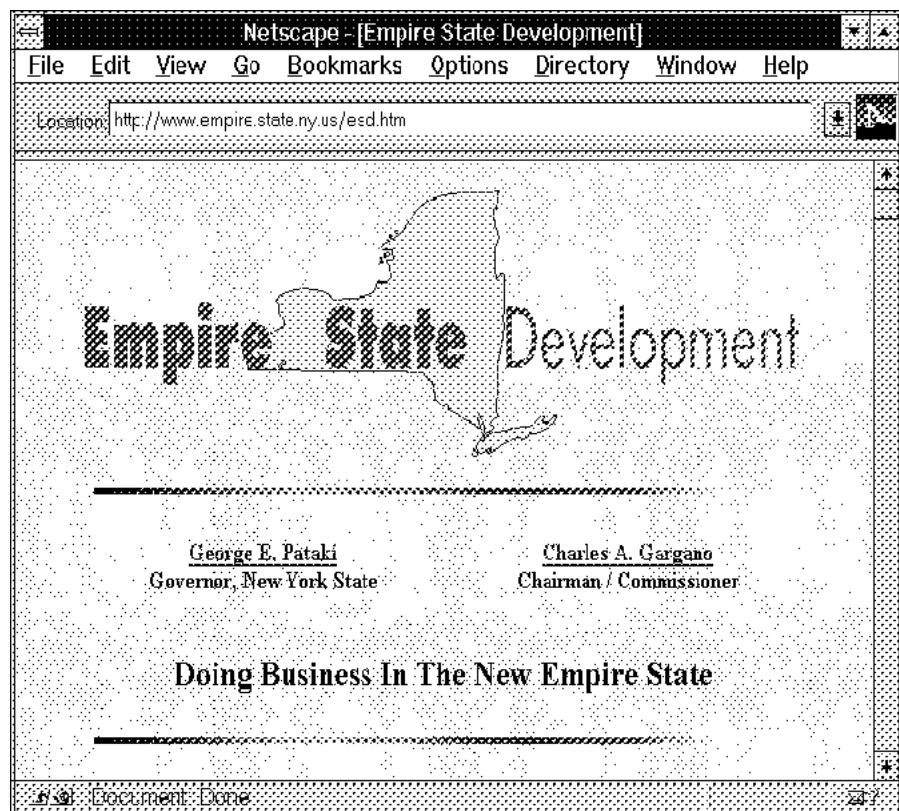 Netscape - [Empire State Development]
File Edit View Go Bookmarks Options Directory Window Help
Location: http://www.empire.state.ny.us/esd.htm
N
Empire State Development
George E. Pataki
Charles A. Gargano
Governor, New York State
Chairman / Commissioner
Doing Business In The New Empire State
Document: Done
?